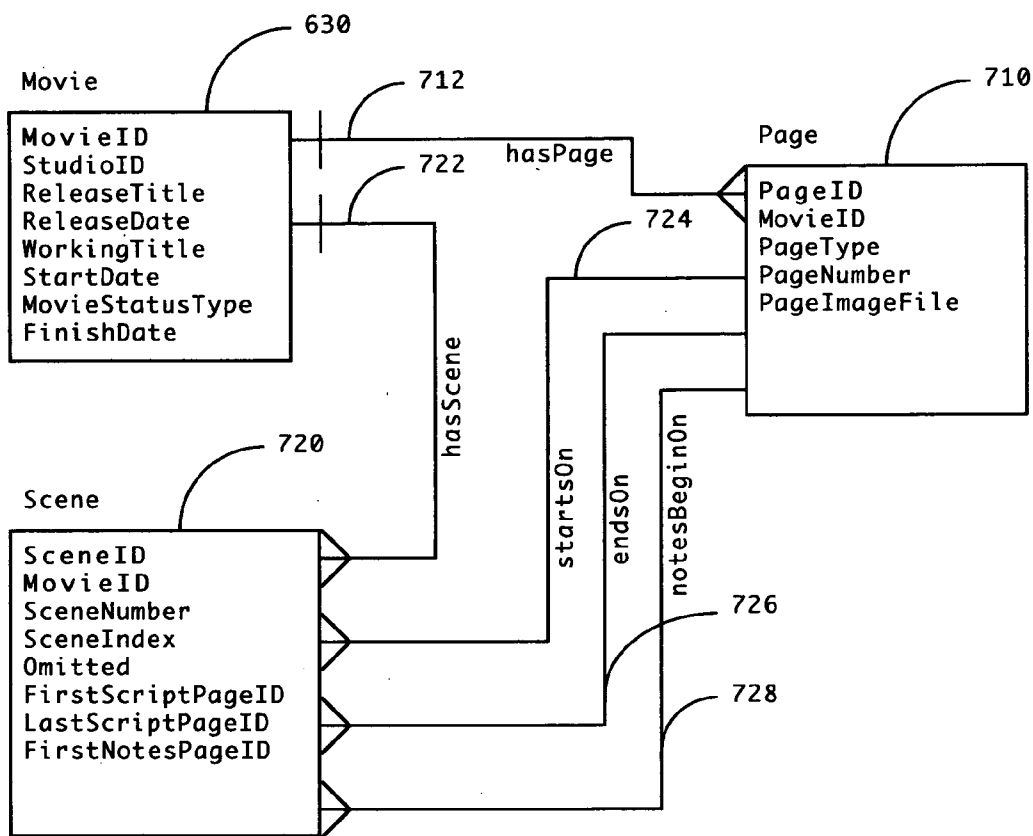 630
Movie
712
710
MovieID
StudioID
ReleaseTitle
ReleaseDate
WorkingTitle
StartDate
MovieStatusType
FinishDate
hasPage
722
Page
PageID
MovieID
PageType
PageNumber
PageImageFile
724
hasScene
startsOn
endsOn
notesBeginOn
720
Scene
SceneID
MovieID
SceneNumber
SceneIndex
Omitted
FirstScriptPageID
LastScriptPageID
FirstNotesPageID
726
728